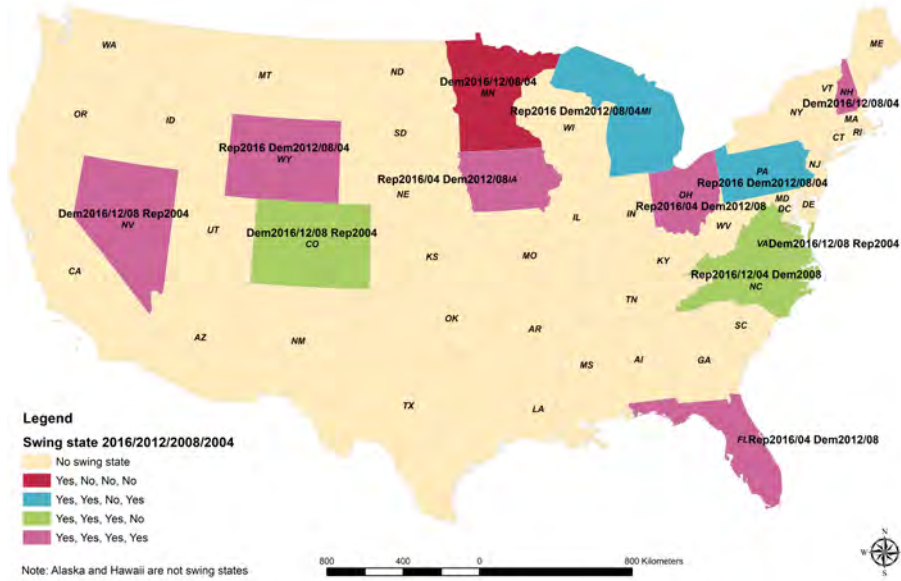 WA
ME
MT
ND
Dem2016/12/08/04
MN
VT
NH
Dem2016/12/08/04
OR
ID
SD
WI
Rep2016 Dem2012/08/04 MI
NY
MA
CT
RI
Rep2016 Dem2012/08/04
WY
Rep2016/04 Dem2012/08 IA
NE
PA
Rep2016 Dem2012/08/04
NJ
OH
Rep2016/04 Dem2012/08
MD
DC
DE
Dem2016/12/08 Rep2004
NV
UT
Dem2016/12/08 Rep2004
CO
IL
IN
WV
VA Dem2016/12/08 Rep2004
CA
KS
MO
KY
Rep2016/12/04 Dem2008
NC
TN
AZ
NM
OK
AR
SC
MS
AI
GA
TX
LA
FL Rep2016/04 Dem2012/08
Legend
Swing state 2016/2012/2008/2004
No swing state
Yes, No, No, No
Yes, Yes, No, Yes
Yes, Yes, Yes, No
Yes, Yes, Yes, Yes
Note: Alaska and Hawaii are not swing states
800 400 0 800 Kilometers
N
W E
S